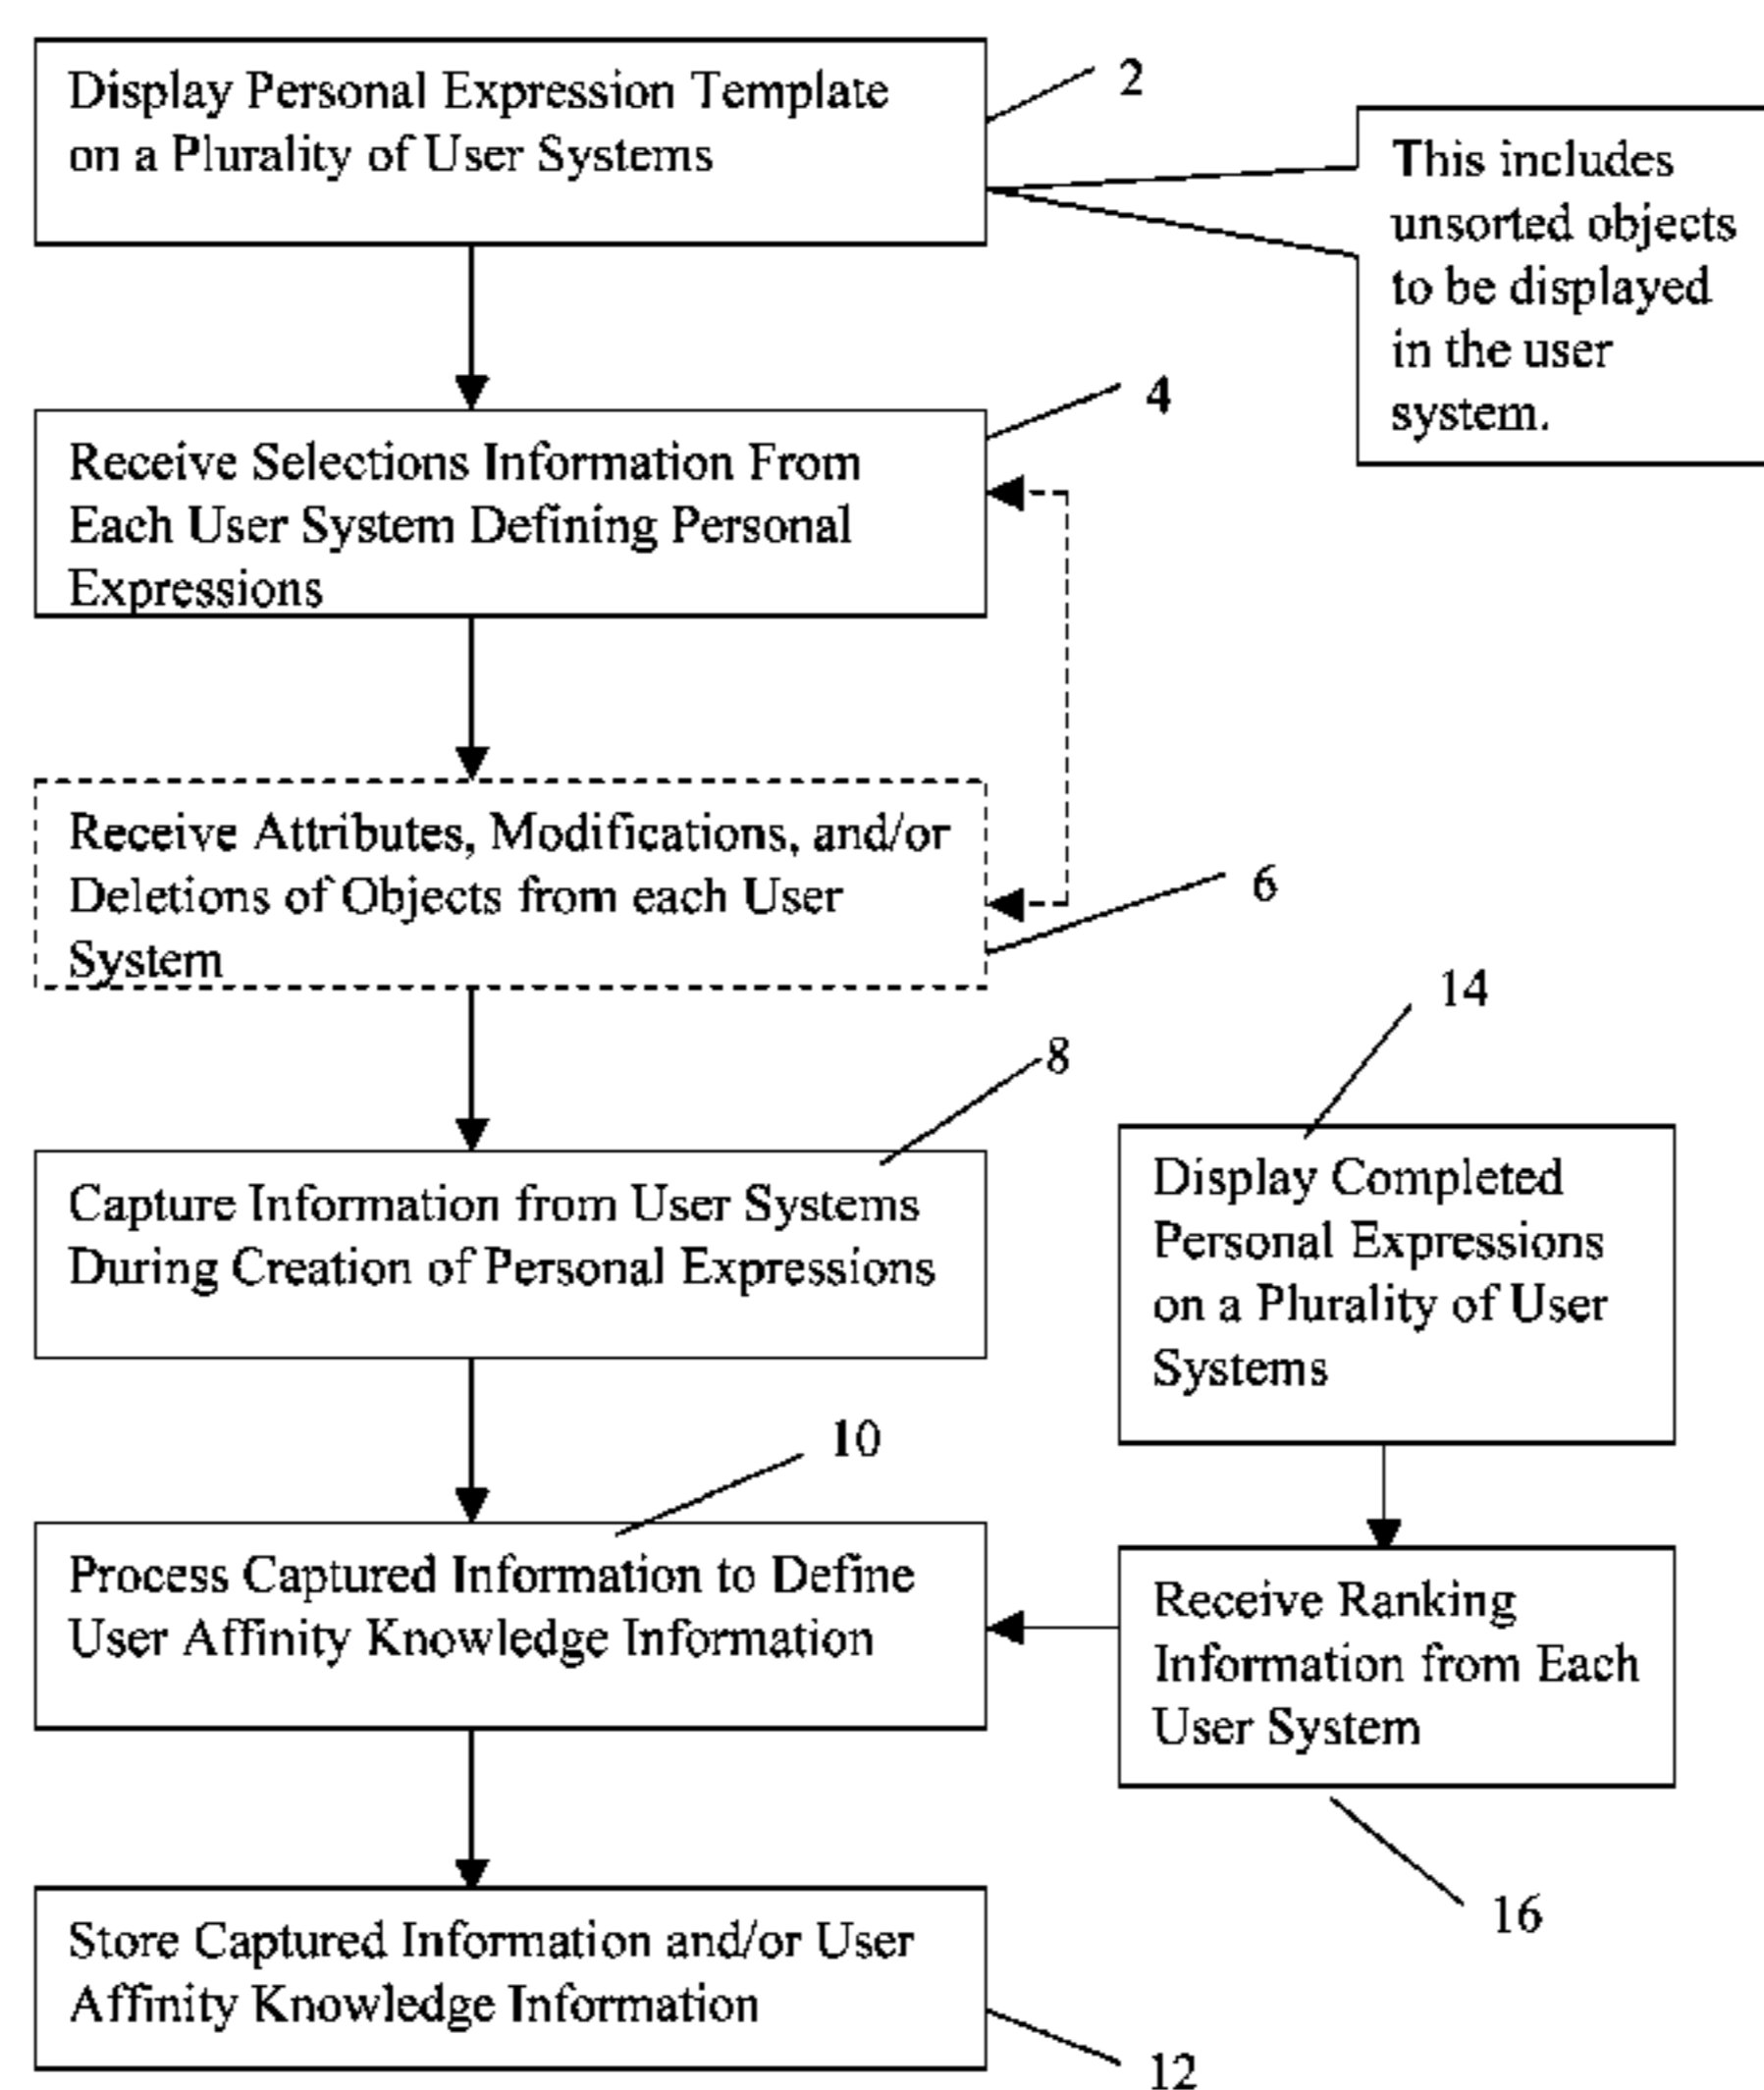 Display Personal Expression Template
on a Plurality of User Systems
2
This includes
unsorted objects
to be displayed
in the user
system.
4
Receive Selections Information From
Each User System Defining Personal
Expressions
Receive Attributes, Modifications, and/or
Deletions of Objects from each User
System
6
14
8
Capture Information from User Systems
During Creation of Personal Expressions
Display Completed
Personal Expressions
on a Plurality of User
Systems
10
Process Captured Information to Define
User Affinity Knowledge Information
Receive Ranking
Information from Each
User System
16
Store Captured Information and/or User
Affinity Knowledge Information
12